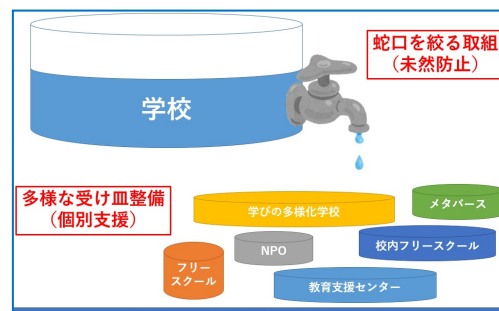 蛇口を絞る取組
（未然防止）
学校
多様な受け皿整備
（個別支援）
学びの多様化学校
メタバース
NPO
校内フリースクール
フリー
スクール
教育支援センター